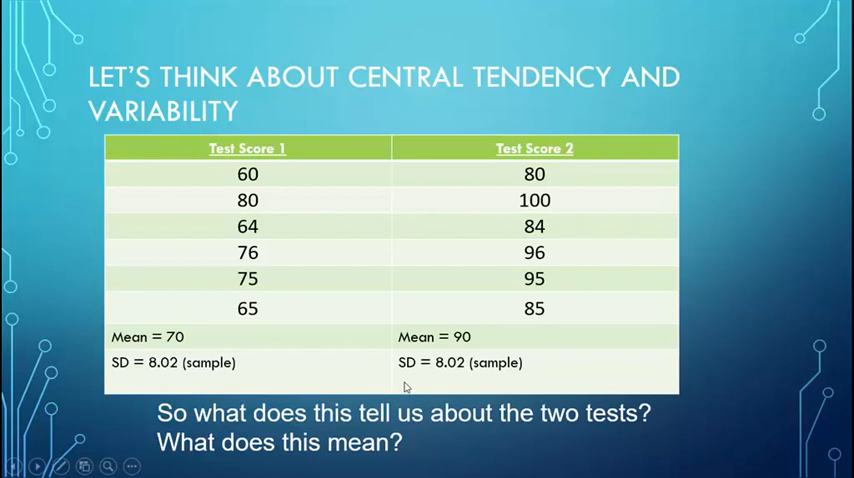 LET'S THINK ABOUT CENTRAL TENDENCY AND
VARIABILITY
Test Score 1 Test Score 2
60 80
80 100
64 84
76 96
75 95
65 85
Mean = 70 Mean = 90
SD = 8.02 (sample) SD = 8.02 (sample)
So what does this tell us about the two tests?
What does this mean?